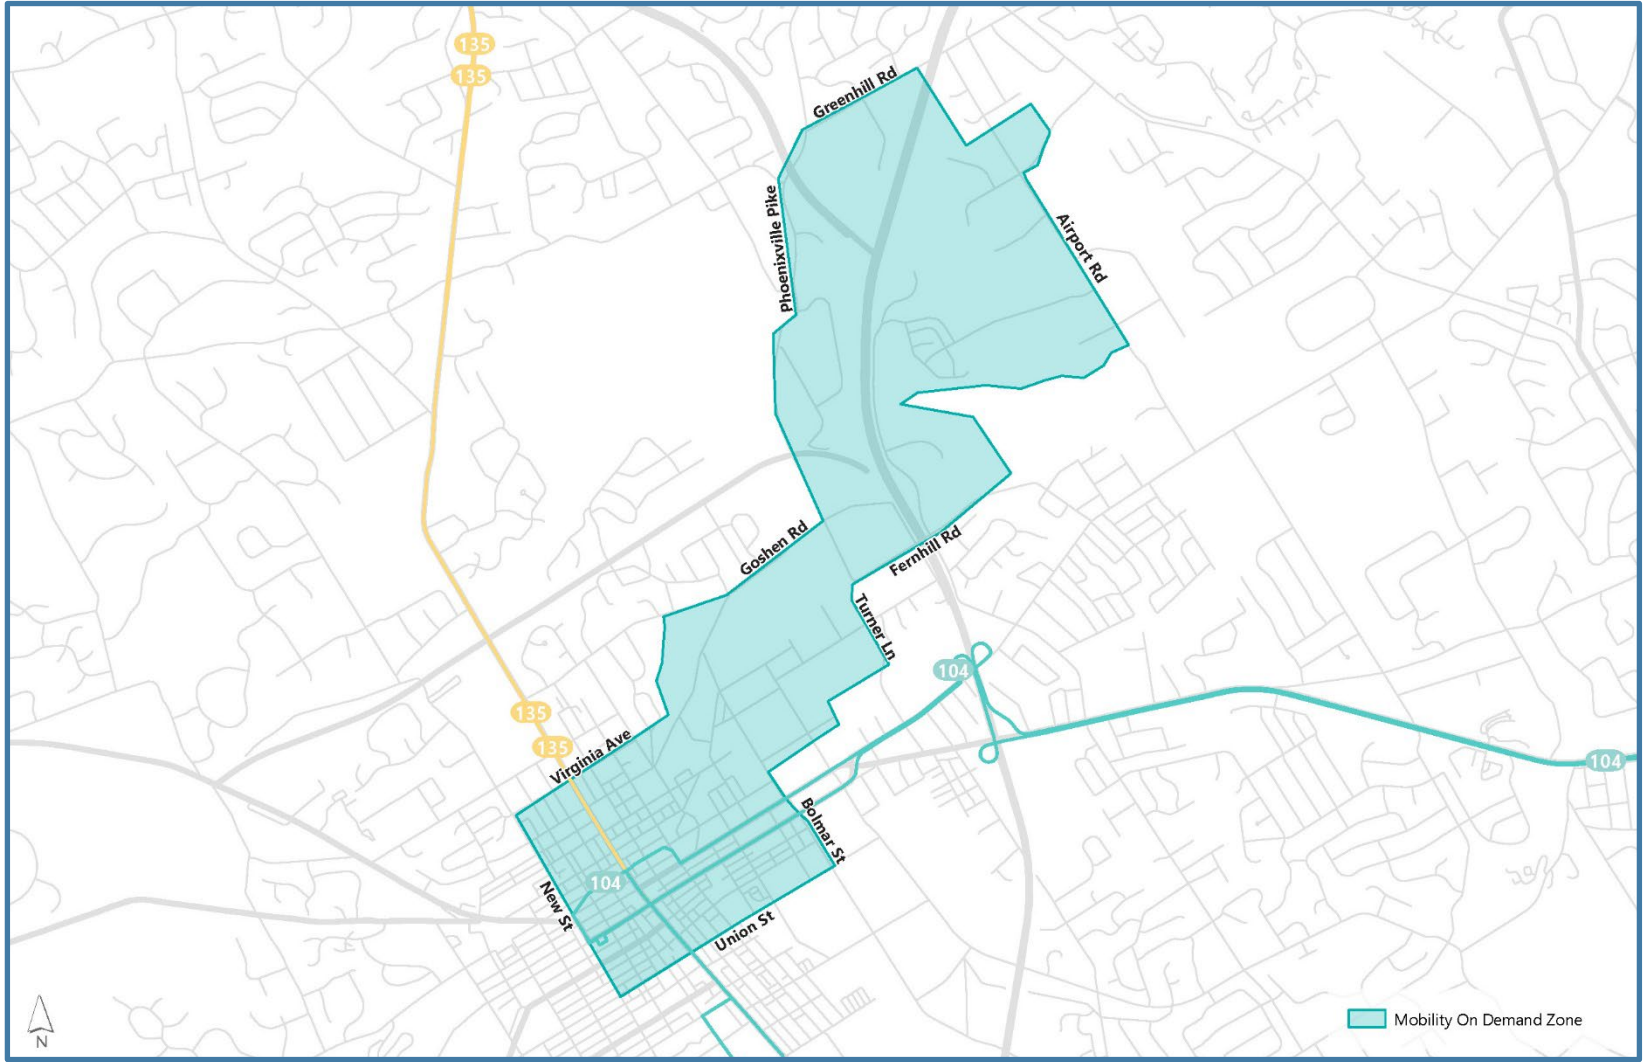 135
135
Greenhill Rd
Phoenixville Pike
Airport Rd
Goshen Rd
Fernhill Rd
Turner Ln
104
135
135
Virginia Ave
104
Bolmar St
104
New St
Union St
Mobility On Demand Zone
N